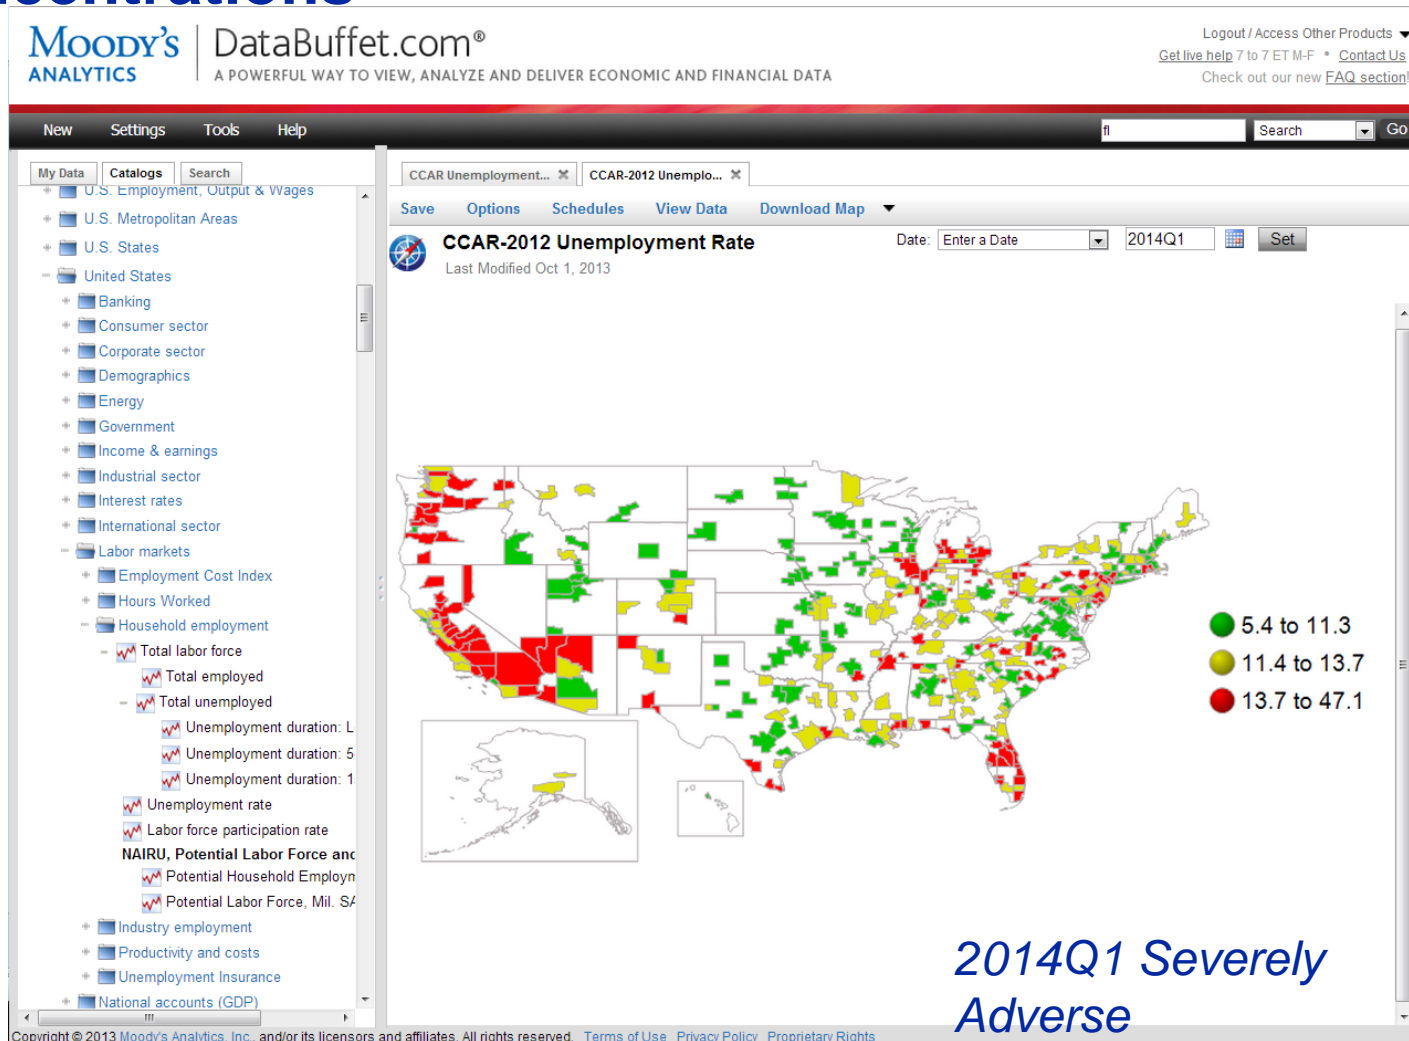 MOODY'S
ANALYTICS
DataBuffet.com®
A POWERFUL WAY TO VIEW, ANALYZE AND DELIVER ECONOMIC AND FINANCIAL DATA
Logout / Access Other Products
Get live help 7 to 7 ET M-F • Contact Us
Check out our new FAQ section!
New Settings Tools Help
fl Search Go
My Data Catalogs Search
U.S. Employment, Output & Wages
U.S. Metropolitan Areas
U.S. States
United States
Banking
Consumer sector
Corporate sector
Demographics
Energy
Government
Income & earnings
Industrial sector
Interest rates
International sector
Labor markets
Employment Cost Index
Hours Worked
Household employment
Total labor force
Total employed
Total unemployed
Unemployment duration: L
Unemployment duration: 5
Unemployment duration: 1
Unemployment rate
Labor force participation rate
NAIRU, Potential Labor Force and
Potential Household Employm
Potential Labor Force, Mil. SA
Industry employment
Productivity and costs
Unemployment Insurance
National accounts (GDP)
CCAR Unemployment... CCAR-2012 Unemplo...
Save Options Schedules View Data Download Map
CCAR-2012 Unemployment Rate
Last Modified Oct 1, 2013
Date: Enter a Date 2014Q1 Set
5.4 to 11.3
11.4 to 13.7
13.7 to 47.1
2014Q1 Severely
Adverse
Copyright © 2013 Moody's Analytics, Inc. and/or its licensors and affiliates. All rights reserved. Terms of Use Privacy Policy Proprietary Rights